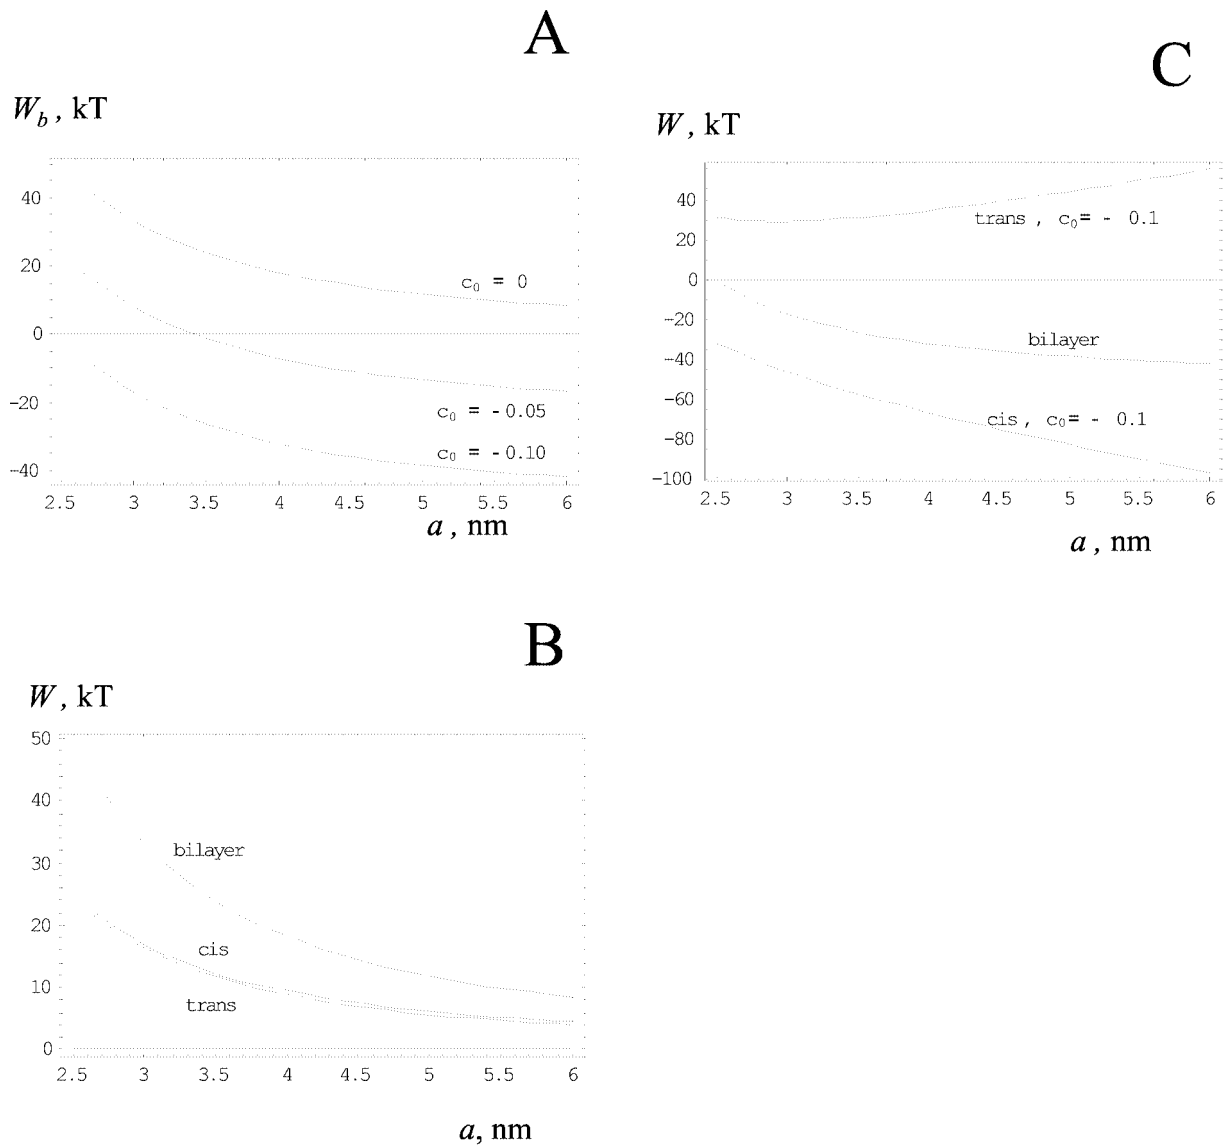 A
W_b, kT
40
20
0
-20
-40
c₀ = 0
c₀ = -0.05
c₀ = -0.10
2.5 3 3.5 4 4.5 5 5.5 6
a, nm
C
W, kT
40
20
0
-20
-40
-60
-80
-100
trans, c₀= - 0.1
bilayer
cis, c₀= - 0.1
2.5 3 3.5 4 4.5 5 5.5 6
a, nm
B
W, kT
50
40
30
20
10
0
bilayer
cis
trans
2.5 3 3.5 4 4.5 5 5.5 6
a, nm